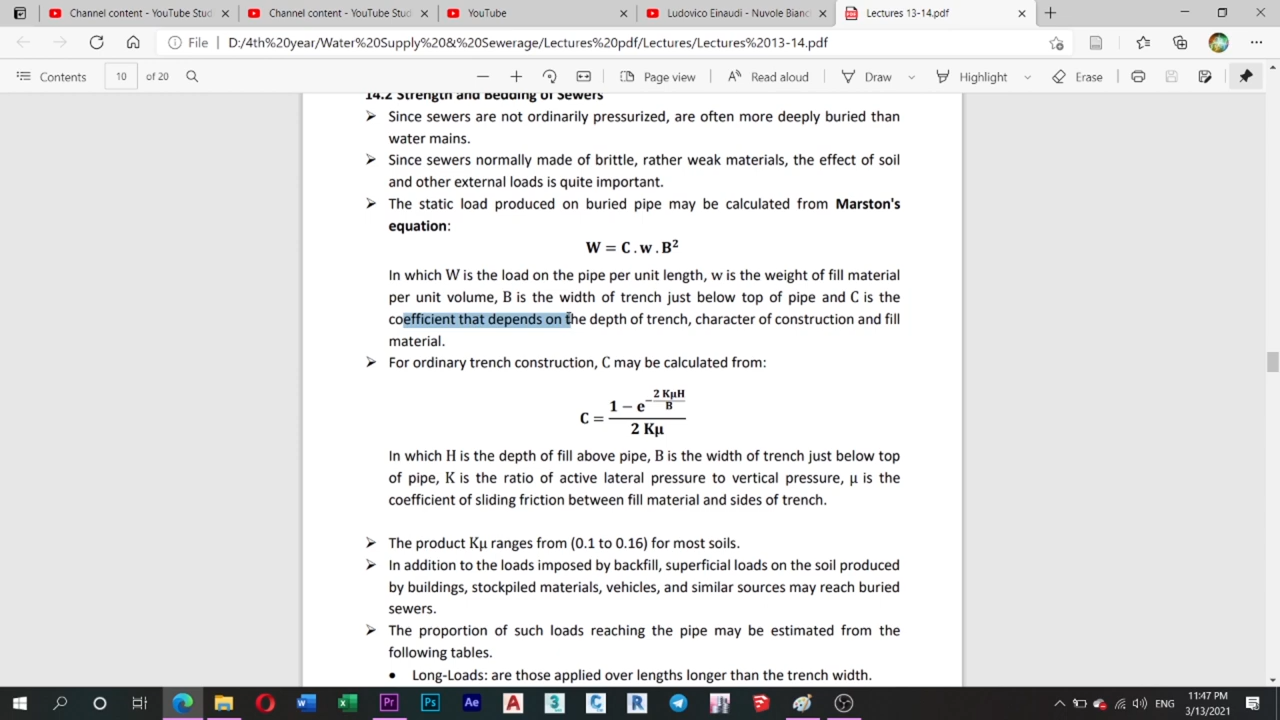 Channel content - YouTube Stud
Channel content - YouTube Stud
YouTube
Ludovico Einaudi - Nuvole Bianc
Lectures 13-14.pdf
File
D:/4th%20year/Water%20Supply%20&%20Sewerage/Lectures%20pdf/Lectures/Lectures%2013-14.pdf
Contents
10
of 20
Page view
Read aloud
Draw
Highlight
Erase
14.2 Strength and Bedding of Sewers
➤ Since sewers are not ordinarily pressurized, are often more deeply buried than
water mains.
➤ Since sewers normally made of brittle, rather weak materials, the effect of soil
and other external loads is quite important.
➤ The static load produced on buried pipe may be calculated from Marston's
equation:
W = C . w . B²
In which W is the load on the pipe per unit length, w is the weight of fill material
per unit volume, B is the width of trench just below top of pipe and C is the
coefficient that depends on the depth of trench, character of construction and fill
material.
➤ For ordinary trench construction, C may be calculated from:
C = (1 − e^(−2 KμH / B)) / (2 Kμ)
In which H is the depth of fill above pipe, B is the width of trench just below top
of pipe, K is the ratio of active lateral pressure to vertical pressure, μ is the
coefficient of sliding friction between fill material and sides of trench.
➤ The product Kμ ranges from (0.1 to 0.16) for most soils.
➤ In addition to the loads imposed by backfill, superficial loads on the soil produced
by buildings, stockpiled materials, vehicles, and similar sources may reach buried
sewers.
➤ The proportion of such loads reaching the pipe may be estimated from the
following tables.
• Long-Loads: are those applied over lengths longer than the trench width.
ENG
11:47 PM
3/13/2021